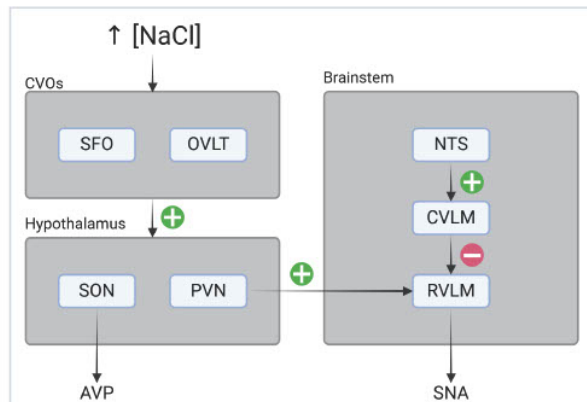 ↑ [NaCl]
CVOs
SFO
OVLT
+
Hypothalamus
SON
PVN
+
AVP
Brainstem
NTS
+
CVLM
−
RVLM
SNA